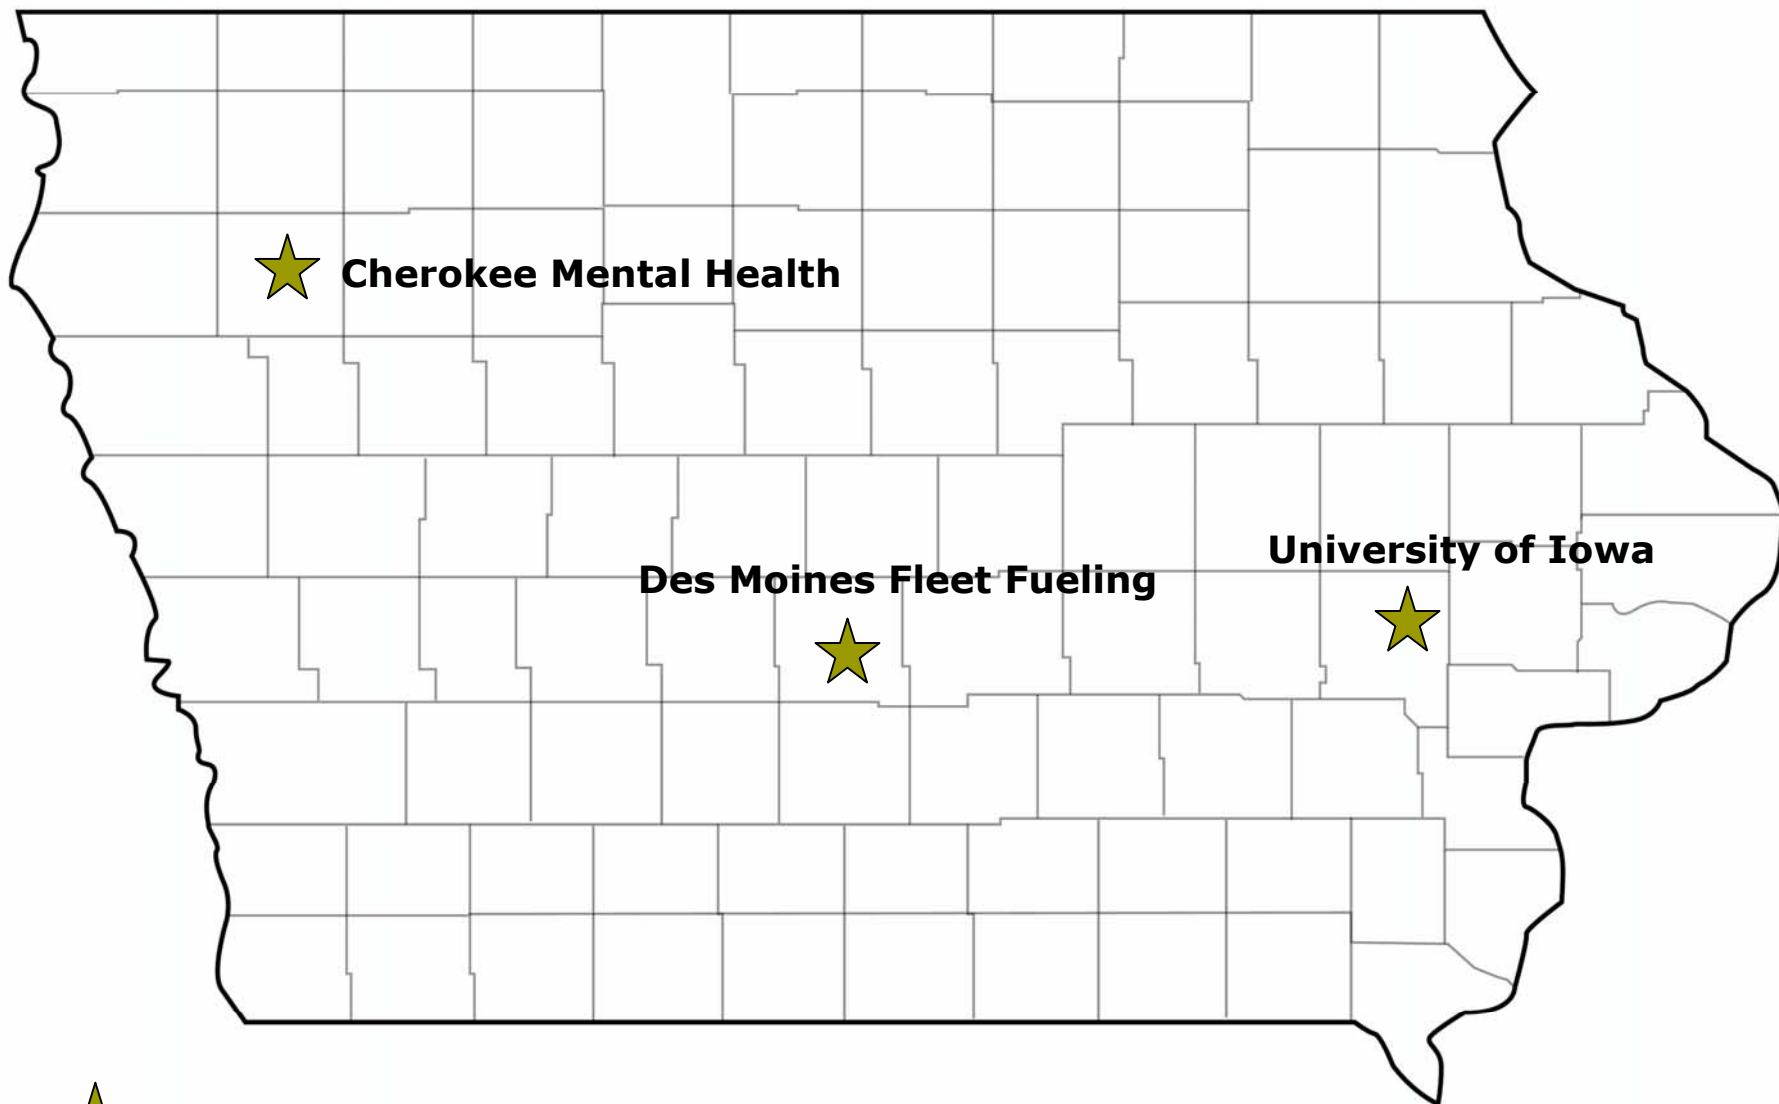 Cherokee Mental Health
University of Iowa
Des Moines Fleet Fueling